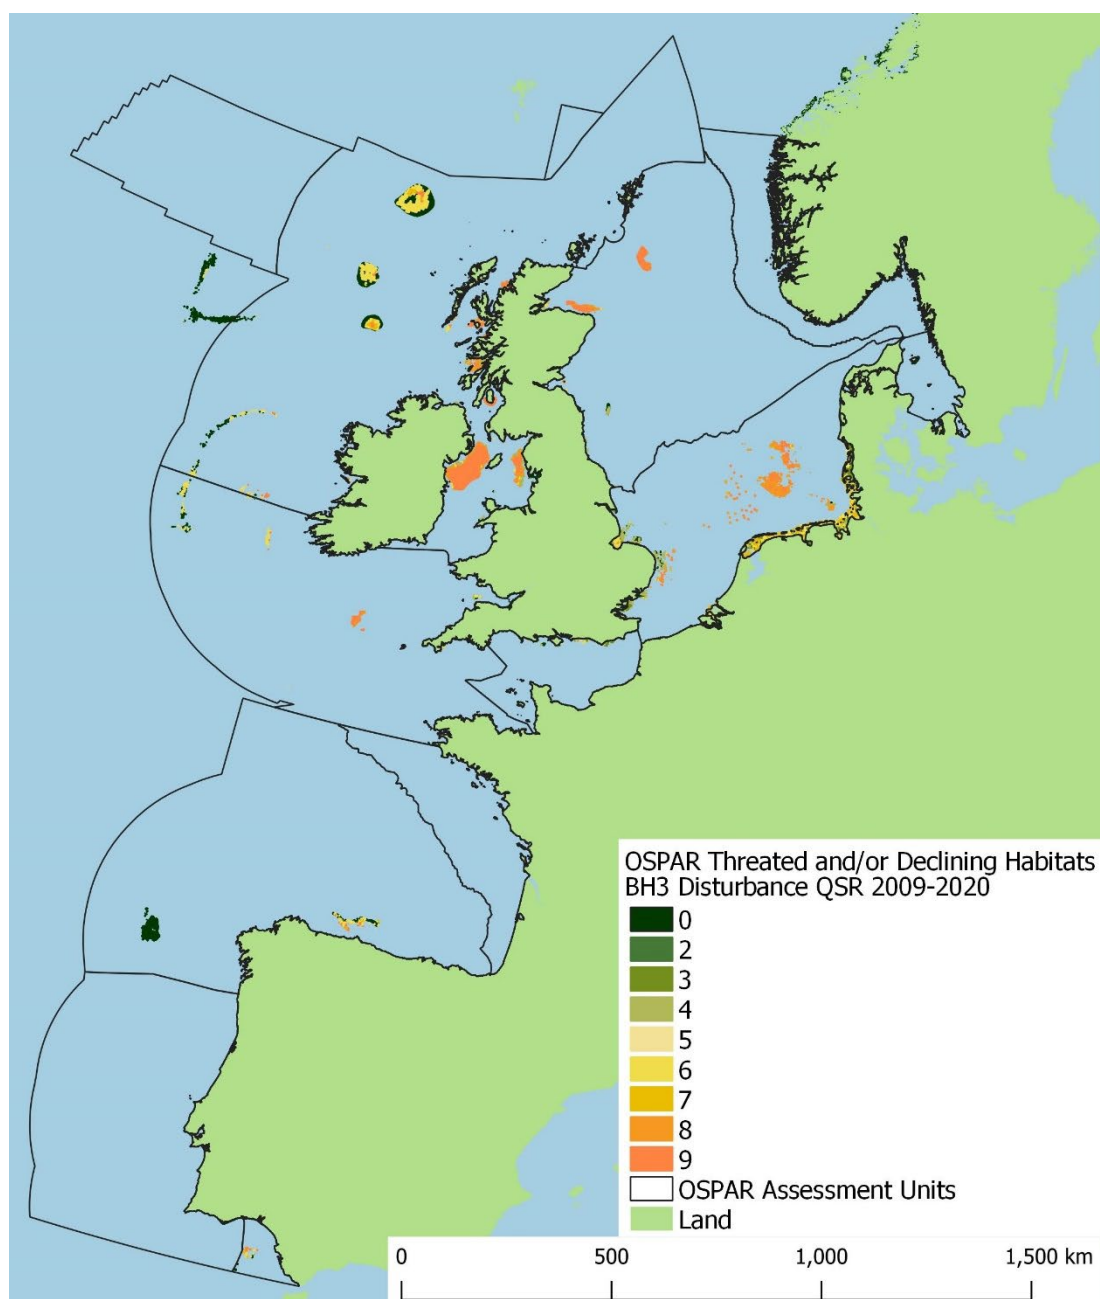 OSPAR Threated and/or Declining Habitats
BH3 Disturbance QSR 2009-2020
0
2
3
4
5
6
7
8
9
OSPAR Assessment Units
Land
0 500 1,000 1,500 km